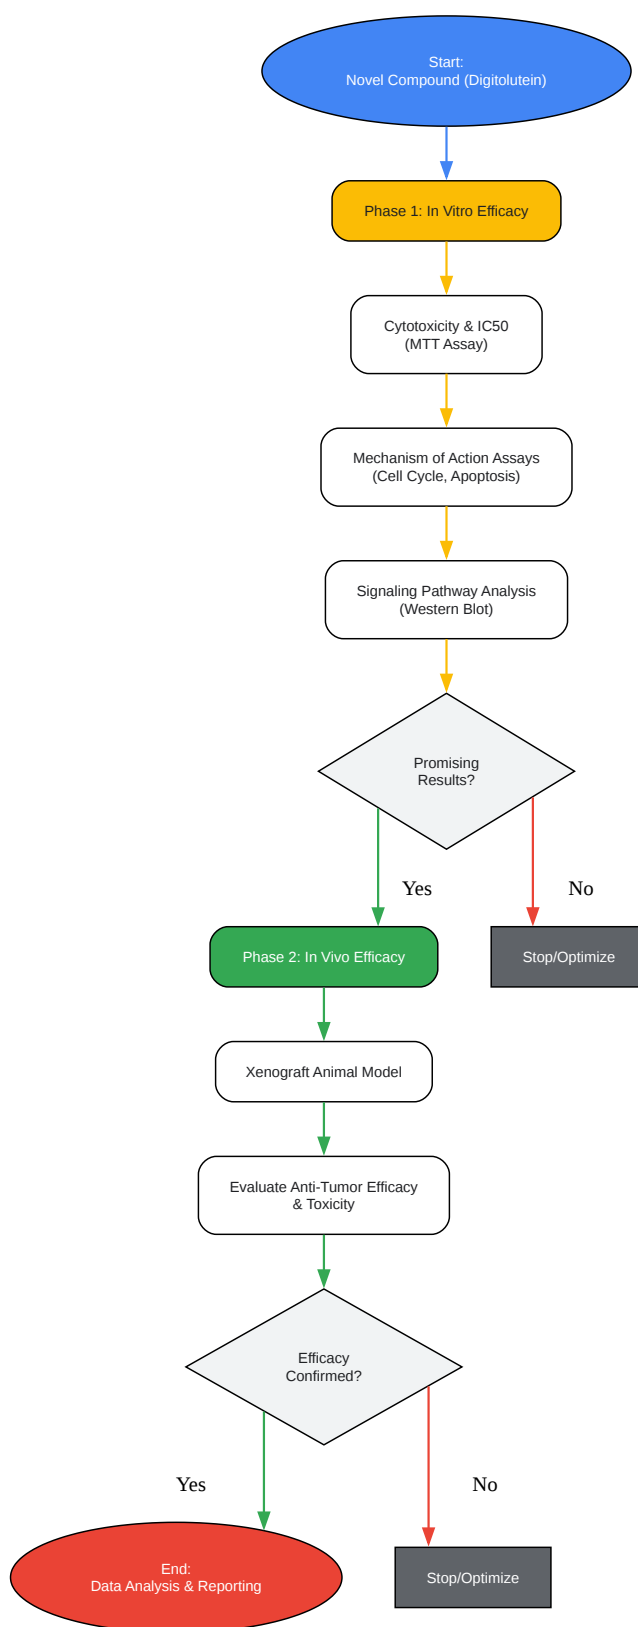 Start:
Novel Compound (Digitolutein)
Phase 1: In Vitro Efficacy
Cytotoxicity & IC50
(MTT Assay)
Mechanism of Action Assays
(Cell Cycle, Apoptosis)
Signaling Pathway Analysis
(Western Blot)
Promising
Results?
Yes
No
Phase 2: In Vivo Efficacy
Stop/Optimize
Xenograft Animal Model
Evaluate Anti-Tumor Efficacy
& Toxicity
Efficacy
Confirmed?
Yes
No
End:
Data Analysis & Reporting
Stop/Optimize